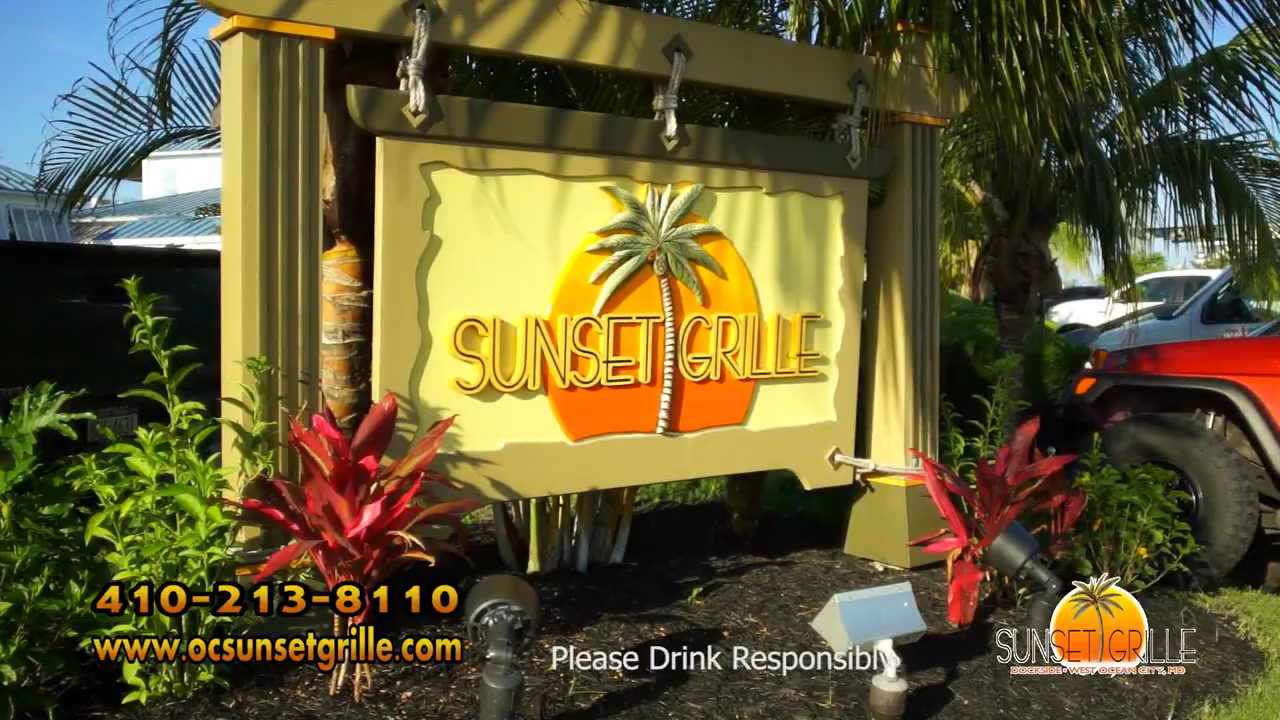 SUNSET GRILLE
410-213-8110
www.ocsunsetgrille.com
Please Drink Responsibly
SUNSET GRILLE
DOCKSIDE • WEST OCEAN CITY, MD